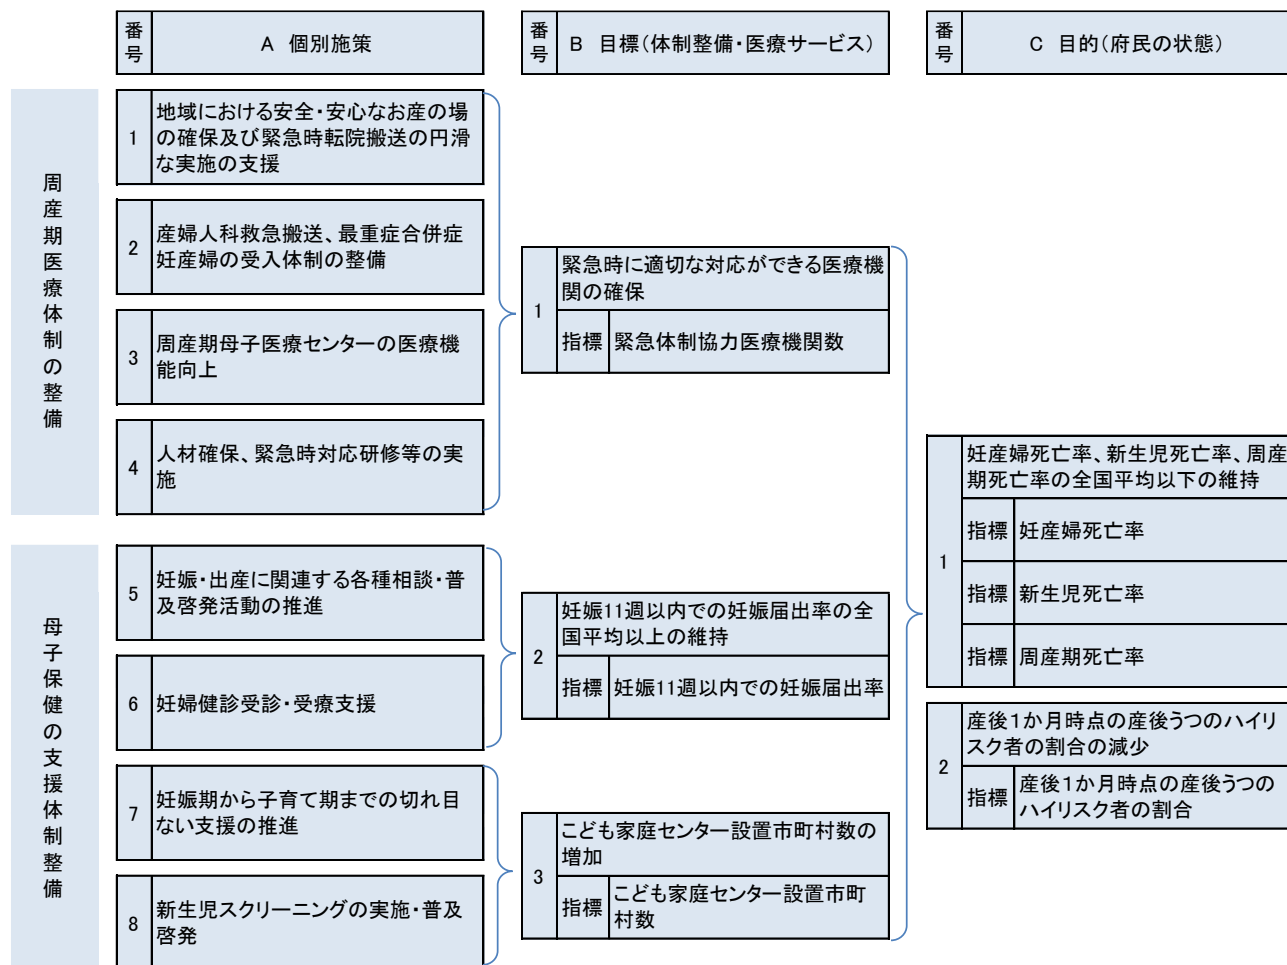 番号
A 個別施策
番号
B 目標（体制整備・医療サービス）
番号
C 目的（府民の状態）
周産期医療体制の整備
1
地域における安全・安心なお産の場
の確保及び緊急時転院搬送の円滑
な実施の支援
2
産婦人科救急搬送、最重症合併症
妊産婦の受入体制の整備
3
周産期母子医療センターの医療機
能向上
4
人材確保、緊急時対応研修等の実
施
母子保健の支援体制整備
5
妊娠・出産に関連する各種相談・普
及啓発活動の推進
6
妊婦健診受診・受療支援
7
妊娠期から子育て期までの切れ目
ない支援の推進
8
新生児スクリーニングの実施・普及
啓発
1
緊急時に適切な対応ができる医療機
関の確保
指標 緊急体制協力医療機関数
2
妊娠11週以内での妊娠届出率の全
国平均以上の維持
指標 妊娠11週以内での妊娠届出率
3
こども家庭センター設置市町村数の
増加
指標
こども家庭センター設置市町
村数
1
妊産婦死亡率、新生児死亡率、周産
期死亡率の全国平均以下の維持
指標 妊産婦死亡率
指標 新生児死亡率
指標 周産期死亡率
2
産後1か月時点の産後うつのハイリ
スク者の割合の減少
指標
産後1か月時点の産後うつの
ハイリスク者の割合